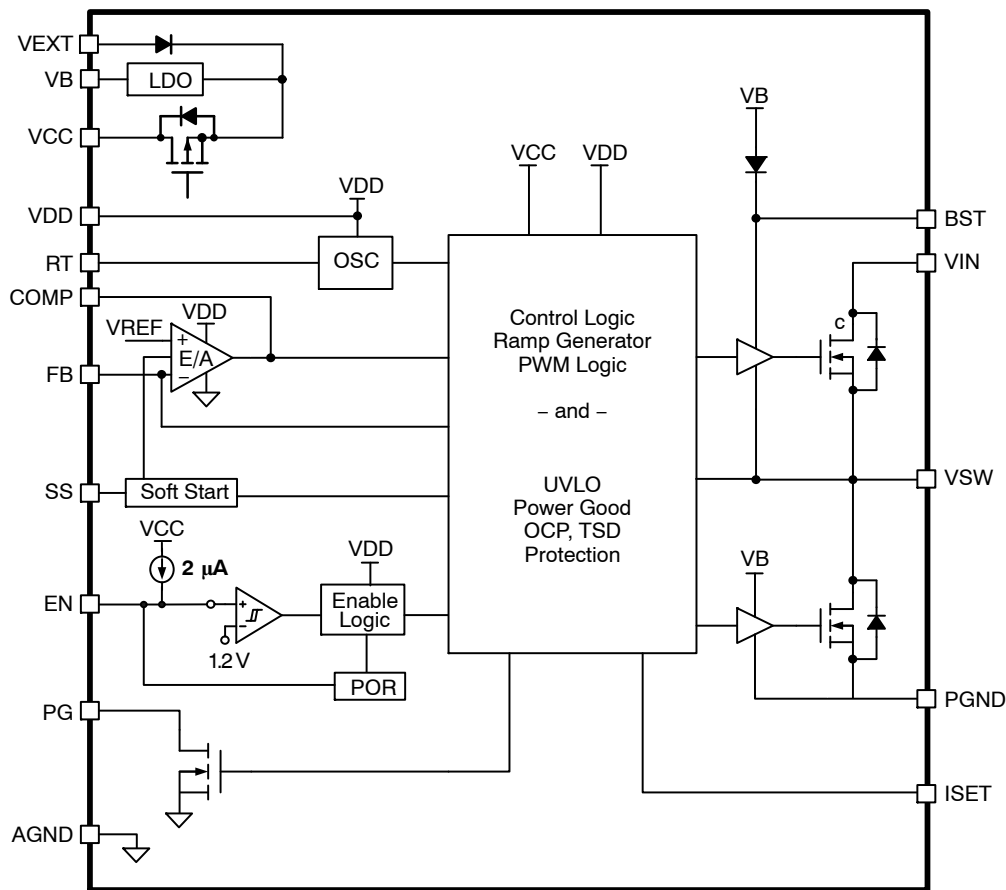 VEXT
VB
LDO
VCC
VDD
RT
COMP
VDD
OSC
VREF
VDD
+
E/A
−
FB
SS
Soft Start
VCC
2 μA
EN
+
−
1.2 V
VDD
Enable
Logic
POR
PG
AGND
VCC
VDD
Control Logic
Ramp Generator
PWM Logic
– and –
UVLO
Power Good
OCP, TSD
Protection
VB
BST
VIN
C
VSW
VB
PGND
ISET